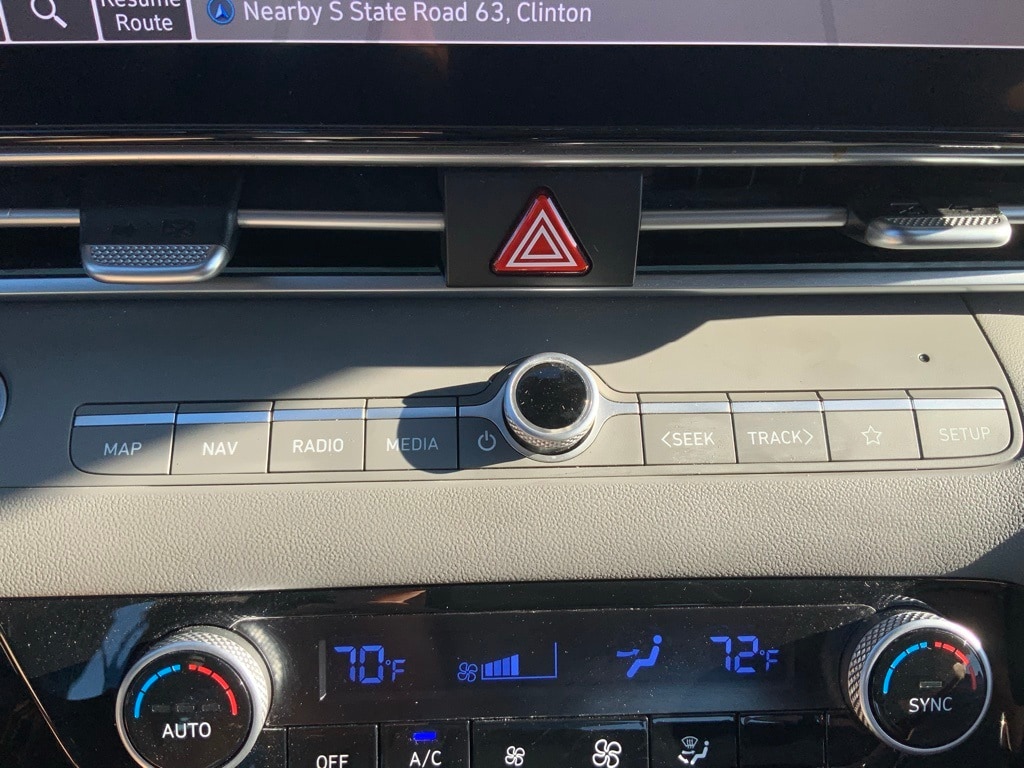 Resume
Route
Nearby S State Road 63, Clinton
MAP
NAV
RADIO
MEDIA
<SEEK
TRACK>
SETUP
70°F
72°F
AUTO
SYNC
OFF
A/C